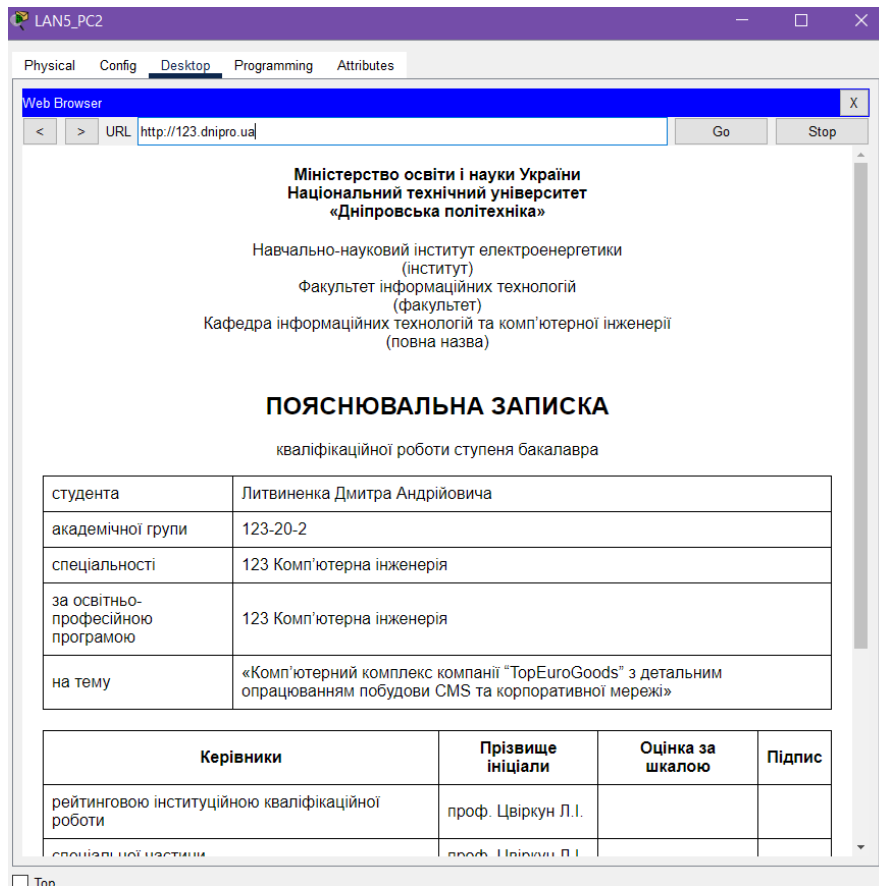 LAN5_PC2
Physical Config Desktop Programming Attributes
Web Browser X
< > URL http://123.dnipro.ua Go Stop
Міністерство освіти і науки України
Національний технічний університет
«Дніпровська політехніка»
Навчально-науковий інститут електроенергетики
(інститут)
Факультет інформаційних технологій
(факультет)
Кафедра інформаційних технологій та комп'ютерної інженерії
(повна назва)
ПОЯСНЮВАЛЬНА ЗАПИСКА
кваліфікаційної роботи ступеня бакалавра
студента Литвиненка Дмитра Андрійовича
академічної групи 123-20-2
спеціальності 123 Комп'ютерна інженерія
за освітньо-
професійною
програмою
123 Комп'ютерна інженерія
на тему
«Комп'ютерний комплекс компанії “TopEuroGoods” з детальним
опрацюванням побудови CMS та корпоративної мережі»
Керівники
Прізвище
ініціали
Оцінка за
шкалою
Підпис
рейтинговою інституційною кваліфікаційної
роботи
проф. Цвіркун Л.І.
спеціальної частини проф. Цвіркун Л.І.
Top